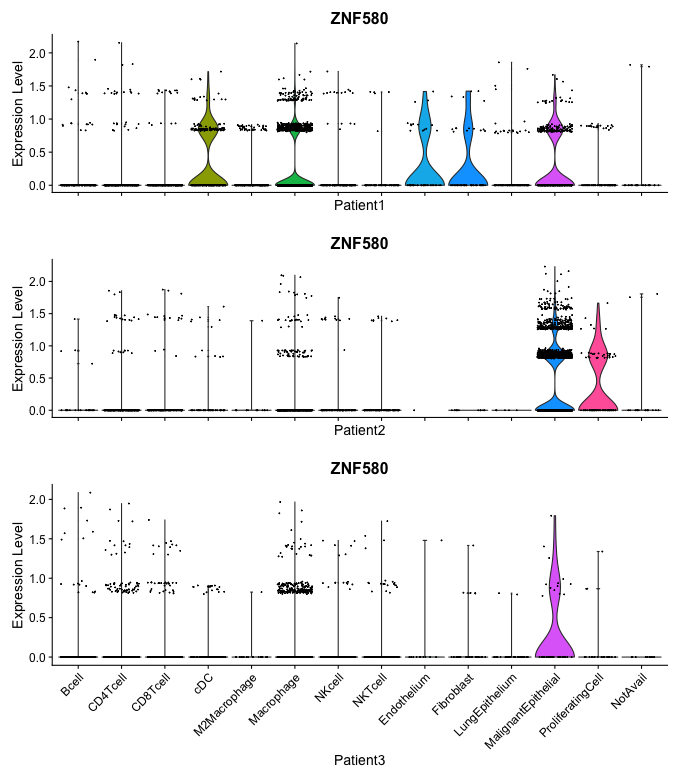 ZNF580
Expression Level
2.0
1.5
1.0
0.5
0.0
Patient1
ZNF580
Expression Level
2.0
1.5
1.0
0.5
0.0
Patient2
ZNF580
Expression Level
2.0
1.5
1.0
0.5
0.0
Bcell
CD4Tcell
CD8Tcell
cDC
M2Macrophage
Macrophage
NKcell
NKTcell
Endothelium
Fibroblast
LungEpithelium
MalignantEpithelial
ProliferatingCell
NotAvail
Patient3